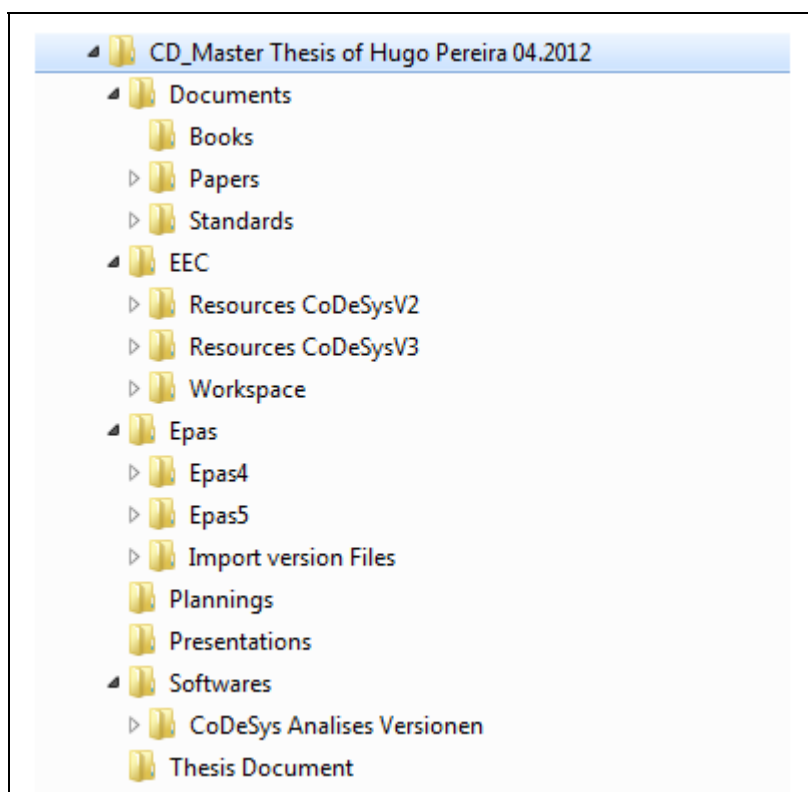 CD_Master Thesis of Hugo Pereira 04.2012
Documents
Books
Papers
Standards
EEC
Resources CoDeSysV2
Resources CoDeSysV3
Workspace
Epas
Epas4
Epas5
Import version Files
Plannings
Presentations
Softwares
CoDeSys Analises Versionen
Thesis Document